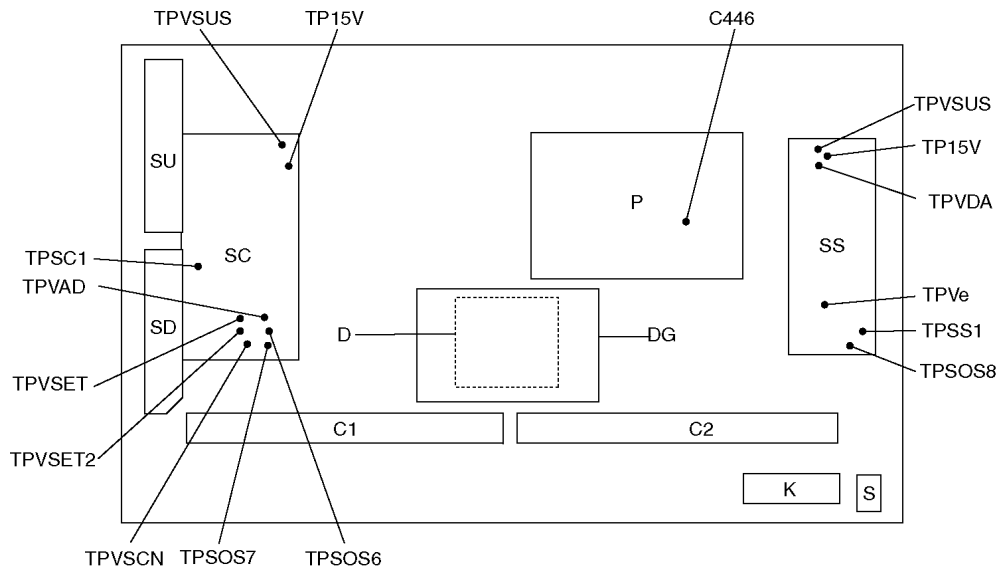 TPVSUS
TP15V
C446
TPVSUS
TP15V
TPVDA
SU
P
SC
SS
TPSC1
TPVAD
SD
TPVe
D
DG
TPSS1
TPSOS8
TPVSET
C1
C2
TPVSET2
K
S
TPVSCN
TPSOS7
TPSOS6